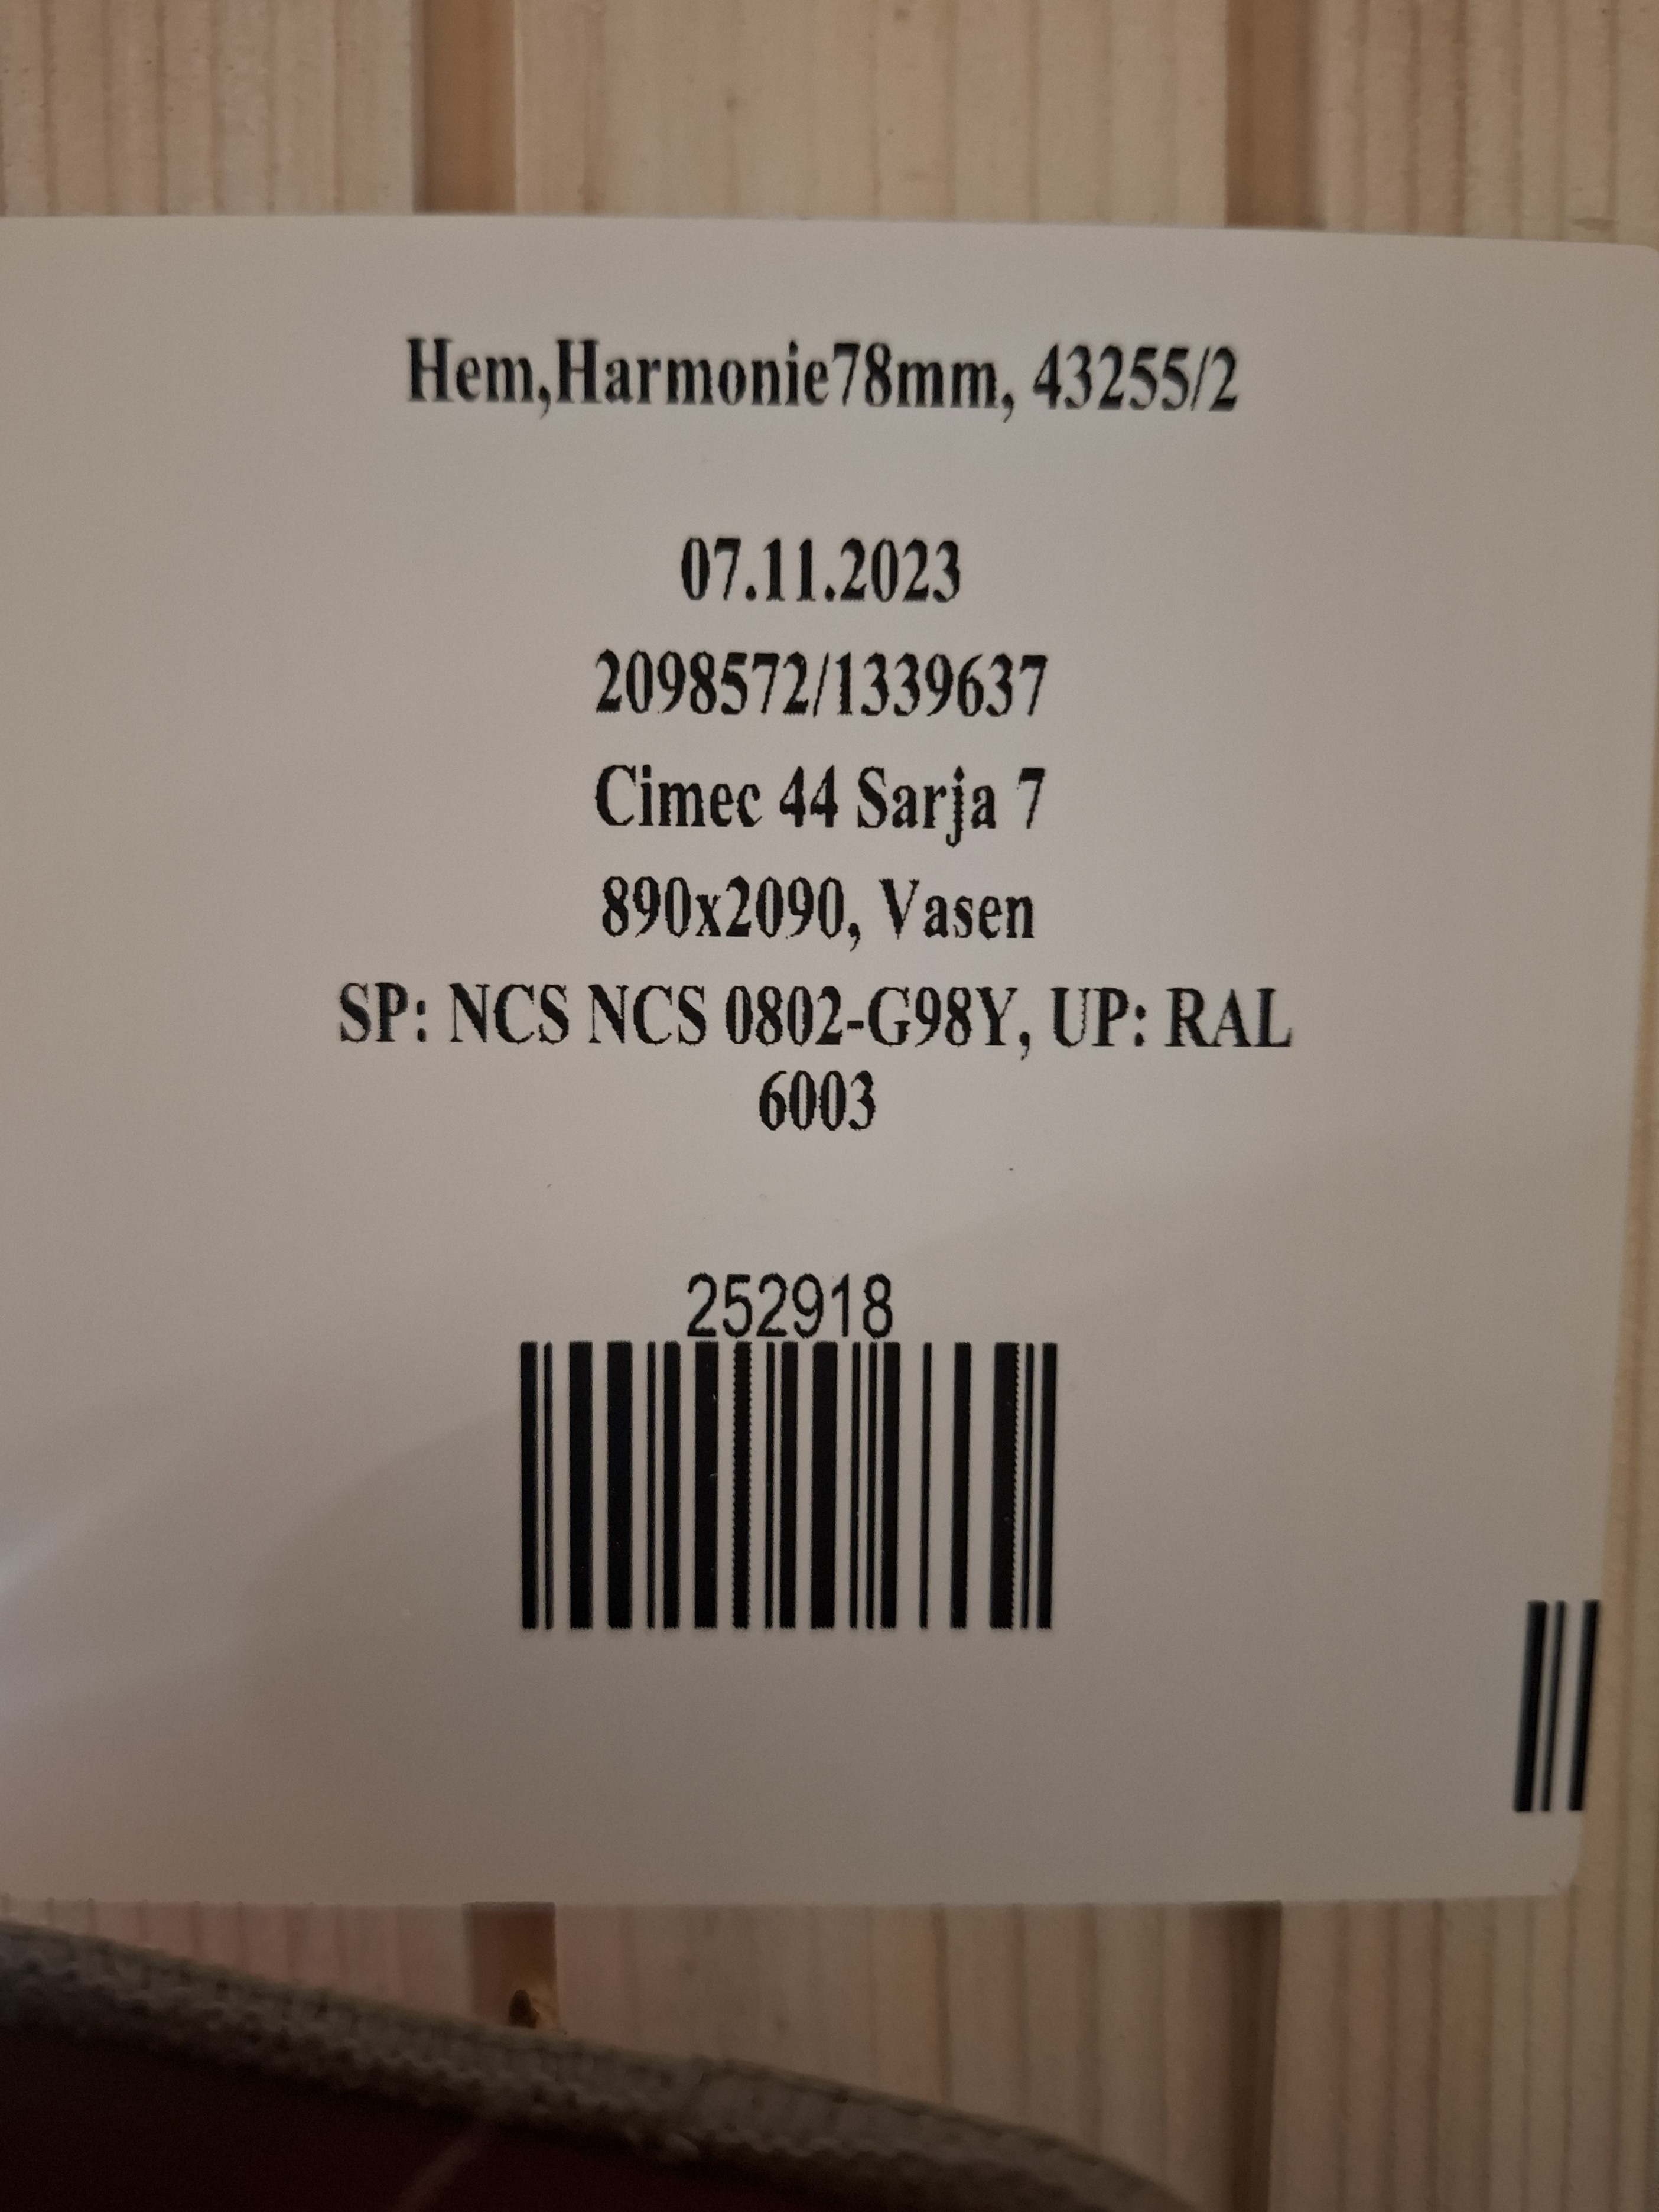 Hem,Harmonie78mm, 43255/2
07.11.2023
2098572/1339637
Cimec 44 Sarja 7
890x2090, Vasen
SP: NCS NCS 0802-G98Y, UP: RAL
6003
252918